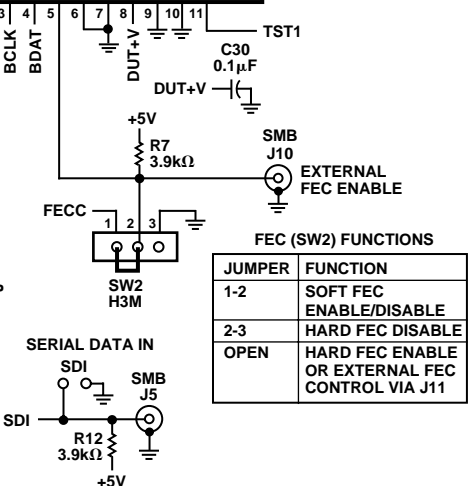 3 4 5 6 7 8 9 10 11
BCLK
BDAT
DUT+V
TST1
C30
0.1µF
DUT+V
+5V
R7
3.9kΩ
SMB
J10
EXTERNAL
FEC ENABLE
FECC
1 2 3
SW2
H3M
FEC (SW2) FUNCTIONS
JUMPER FUNCTION
1-2 SOFT FEC
ENABLE/DISABLE
2-3 HARD FEC DISABLE
OPEN HARD FEC ENABLE
OR EXTERNAL FEC
CONTROL VIA J11
SERIAL DATA IN
SDI
SMB
J5
SDI
R12
3.9kΩ
+5V